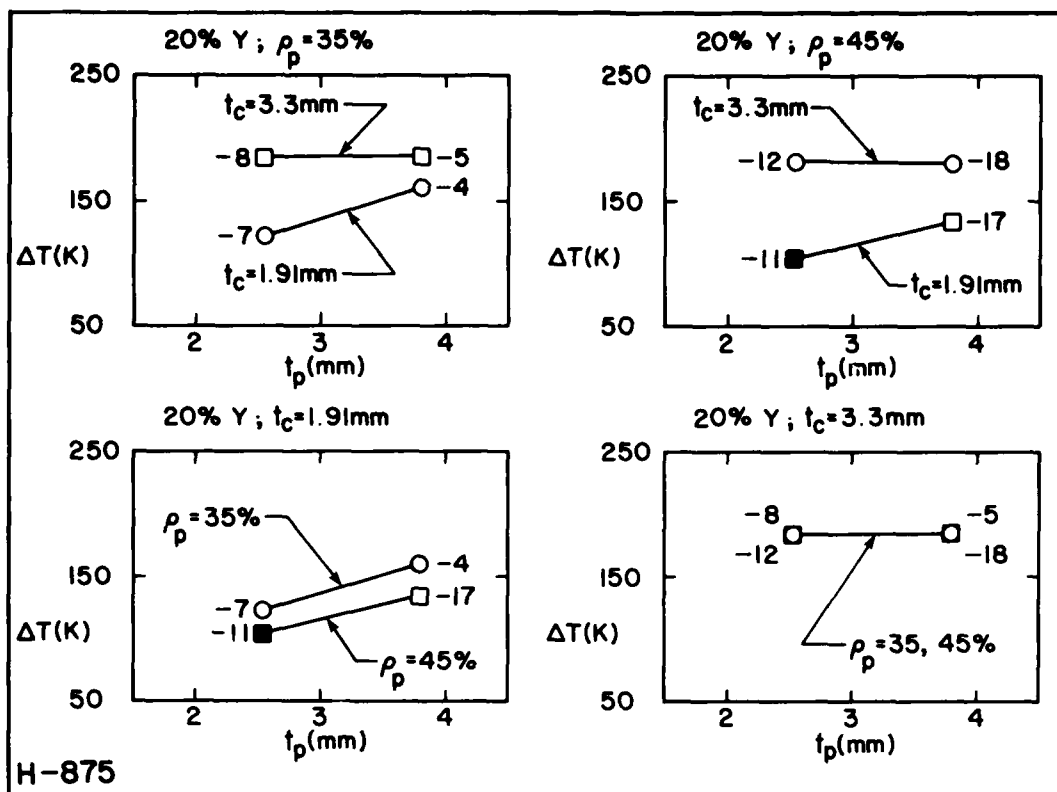 20% Y; ρp=35%
250
tc=3.3mm
-8
-5
-4
150
-7
ΔT(K)
tc=1.91mm
50
2 3 4
tp(mm)
20% Y; ρp=45%
250
tc=3.3mm
-12
-18
150
-17
ΔT(K)
-11
tc=1.91mm
50
2 3 4
tp(mm)
20% Y; tc=1.91mm
250
ρp=35%
-4
150
-17
-7
ΔT(K)
-11
ρp=45%
50
2 3 4
tp(mm)
20% Y; tc=3.3mm
250
-8
-5
-12
-18
150
ΔT(K)
ρp=35, 45%
50
2 3 4
tp(mm)
H-875